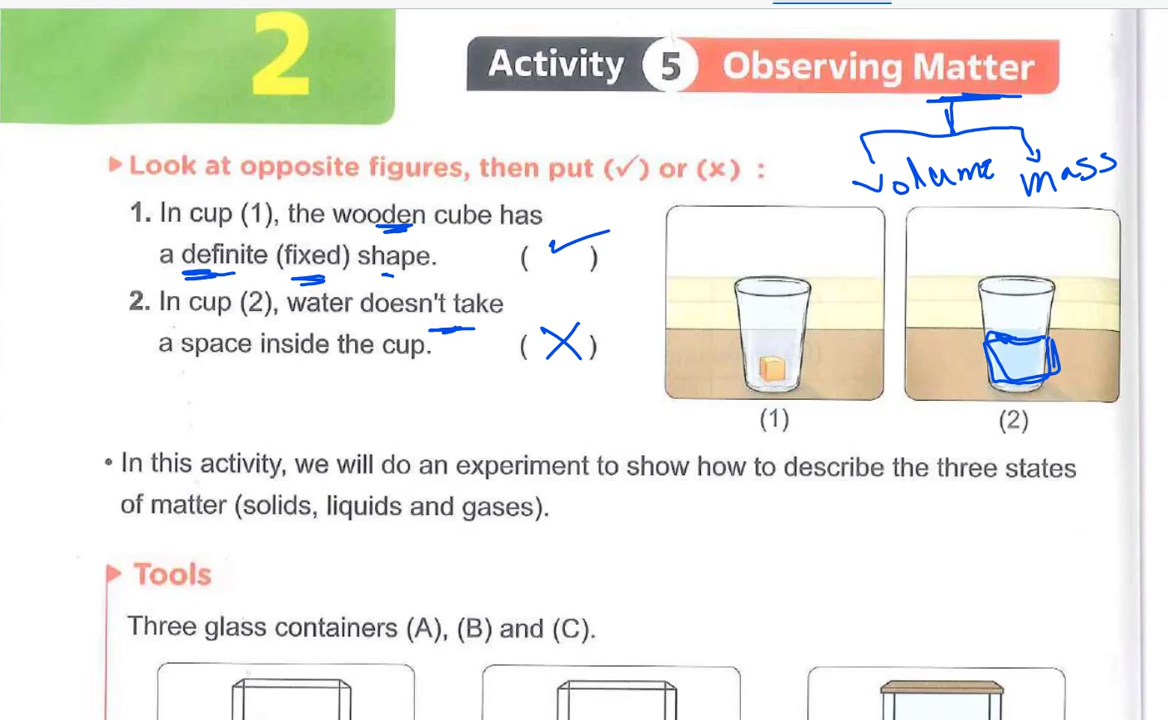 2
Activity 5 Observing Matter
Volume mass
▶ Look at opposite figures, then put (✓) or (x) :
1. In cup (1), the wooden cube has
a definite (fixed) shape. ( ✓ )
2. In cup (2), water doesn't take
a space inside the cup. ( X )
(1) (2)
• In this activity, we will do an experiment to show how to describe the three states
of matter (solids, liquids and gases).
▶ Tools
Three glass containers (A), (B) and (C).